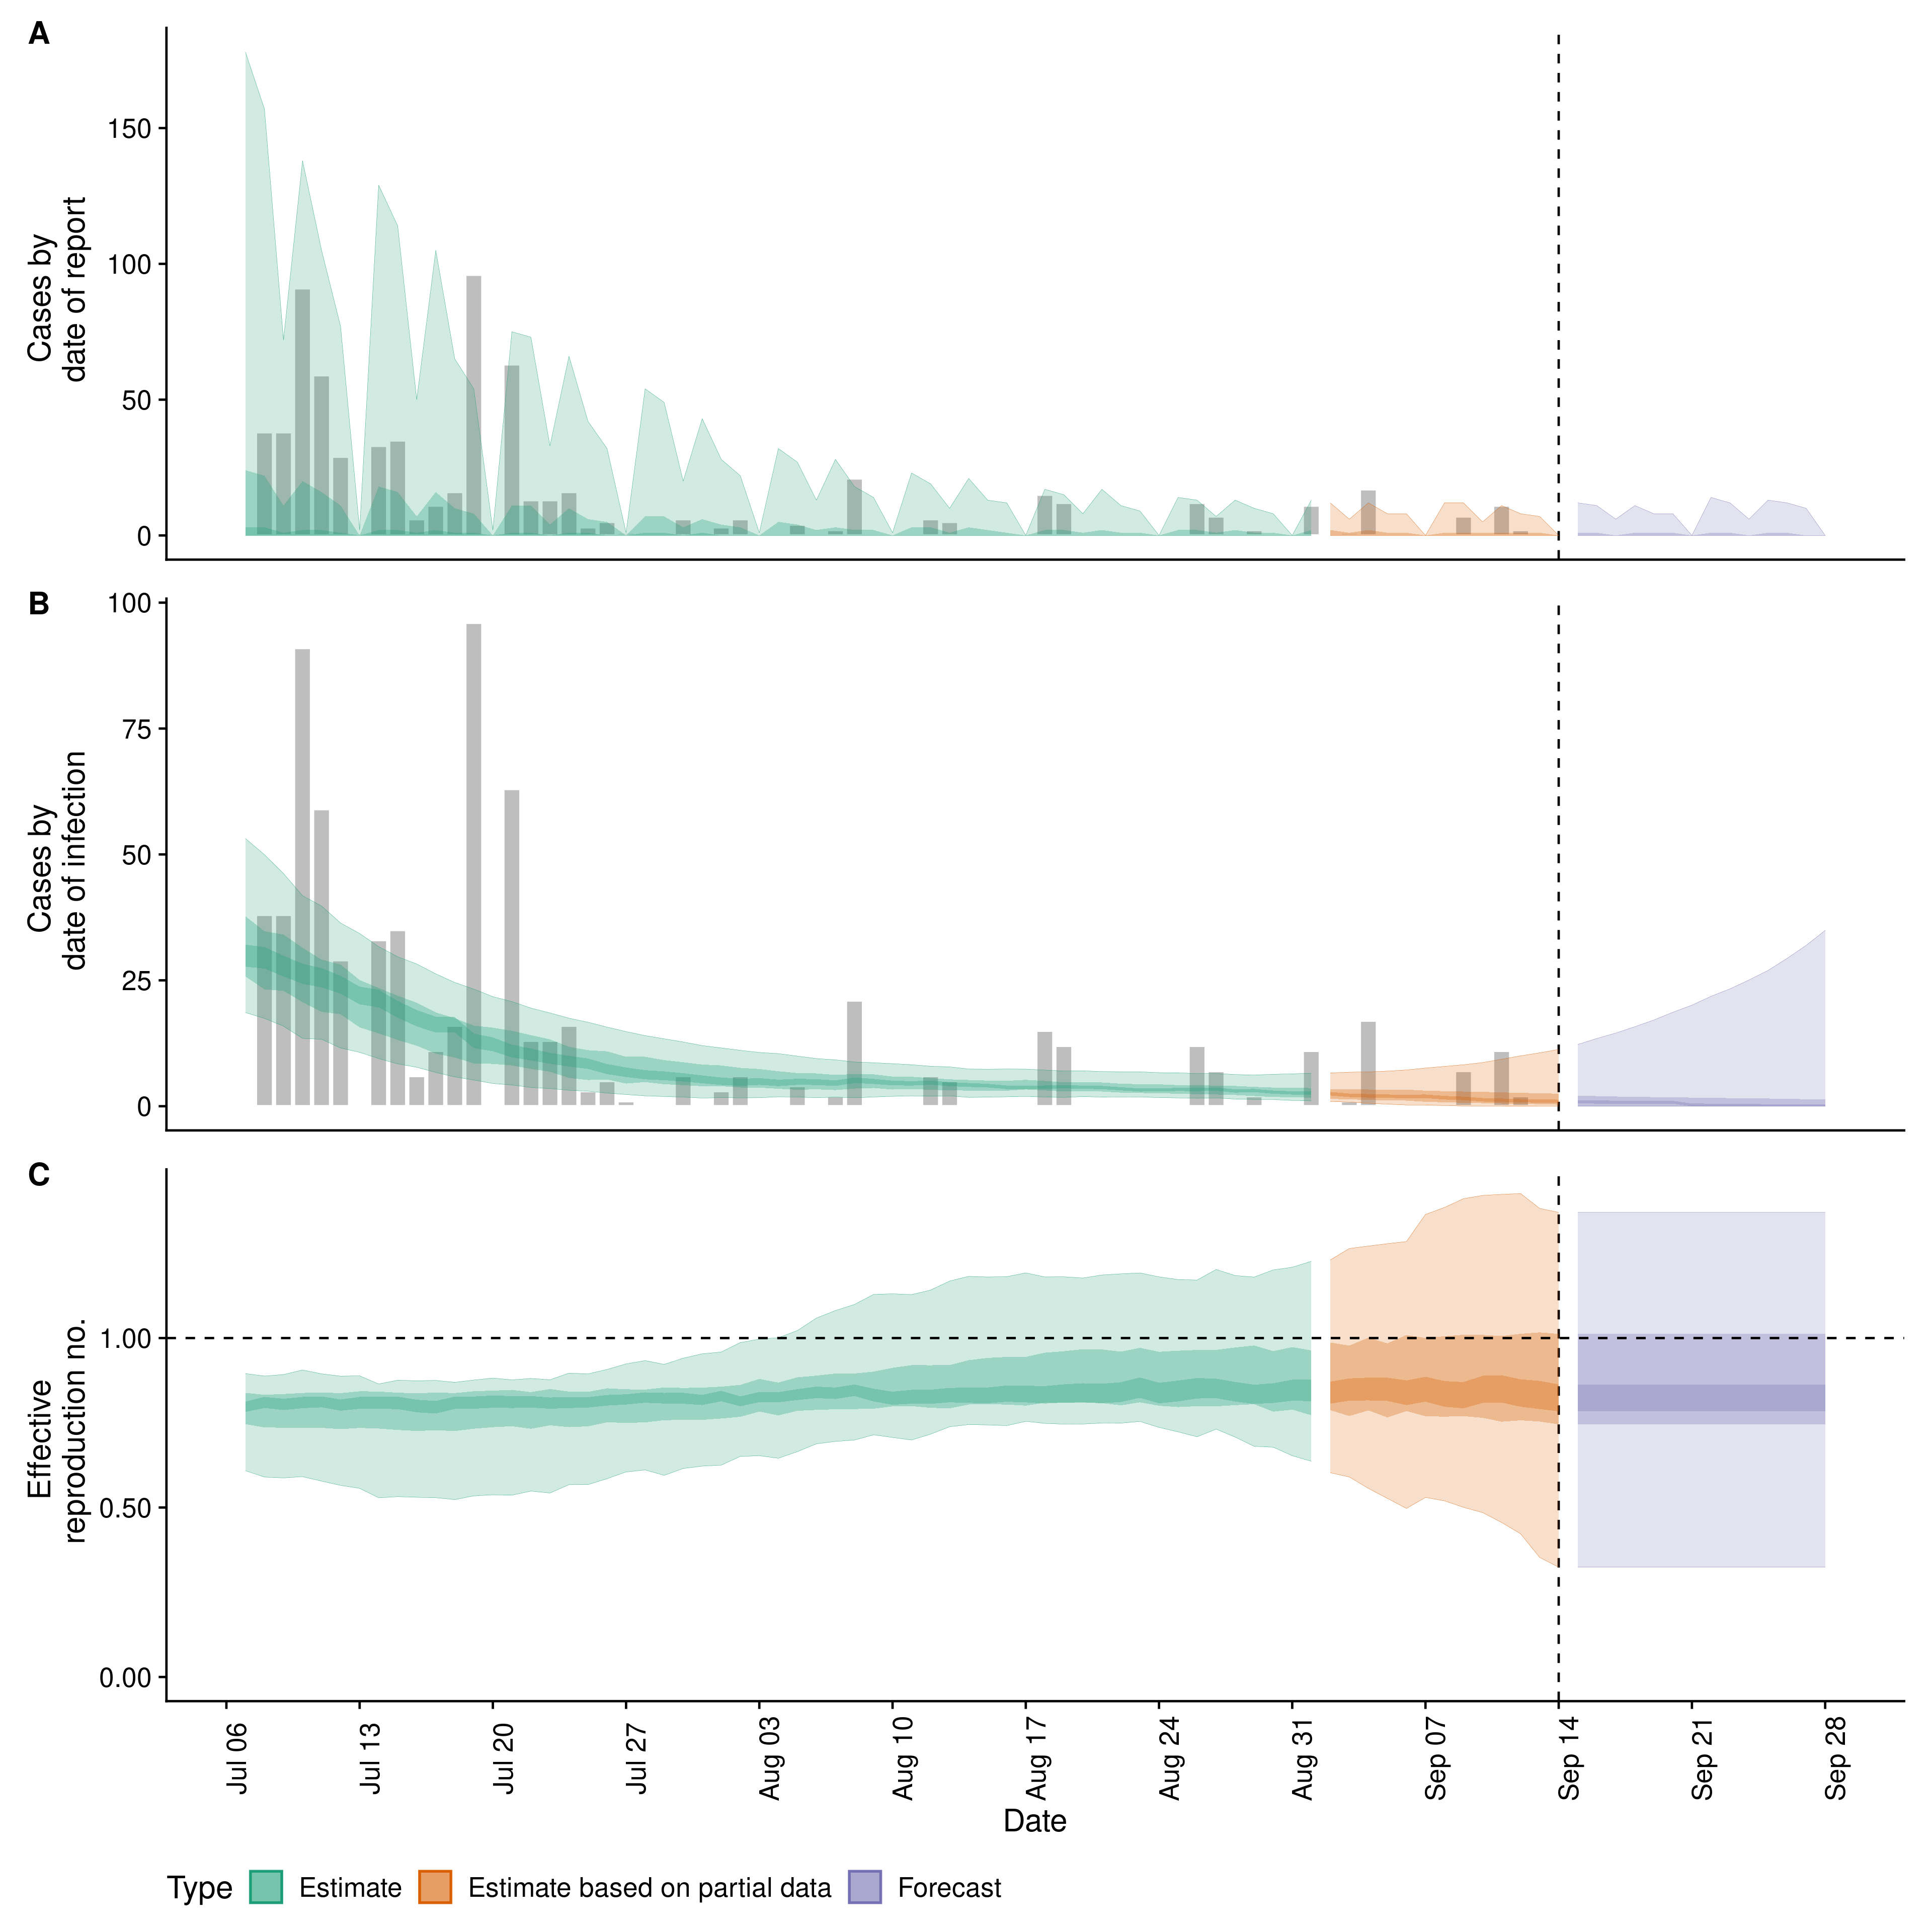 A
Cases by
date of report
150
100
50
0
B
Cases by
date of infection
100
75
50
25
0
C
Effective
reproduction no.
1.00
0.50
0.00
Jul 06
Jul 13
Jul 20
Jul 27
Aug 03
Aug 10
Aug 17
Aug 24
Aug 31
Sep 07
Sep 14
Sep 21
Sep 28
Date
Type Estimate Estimate based on partial data Forecast